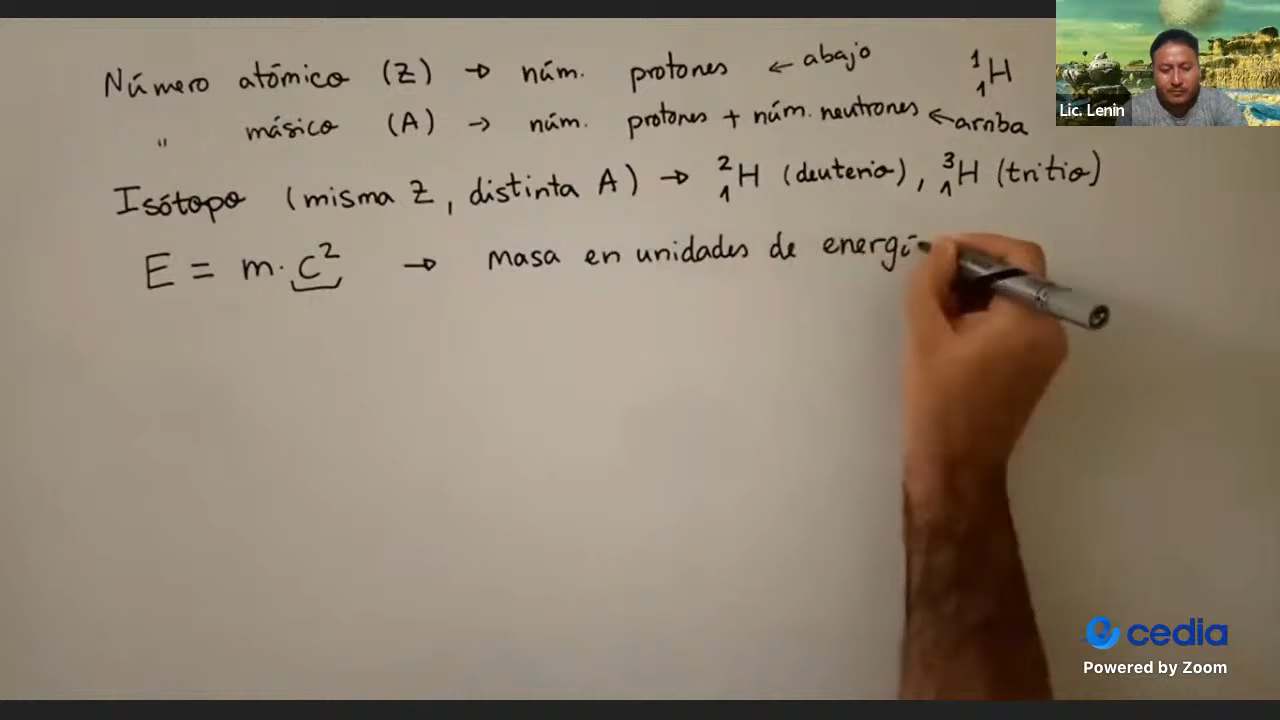 Número atómico (Z) → núm. protones ← abajo
¹₁H
" másico (A) → núm. protones + núm. neutrones ← arriba
Isótopo (misma Z, distinta A) → ²₁H (deuterio), ³₁H (tritio)
E = m·c² → masa en unidades de energí
Lic. Lenin
cedia
Powered by Zoom